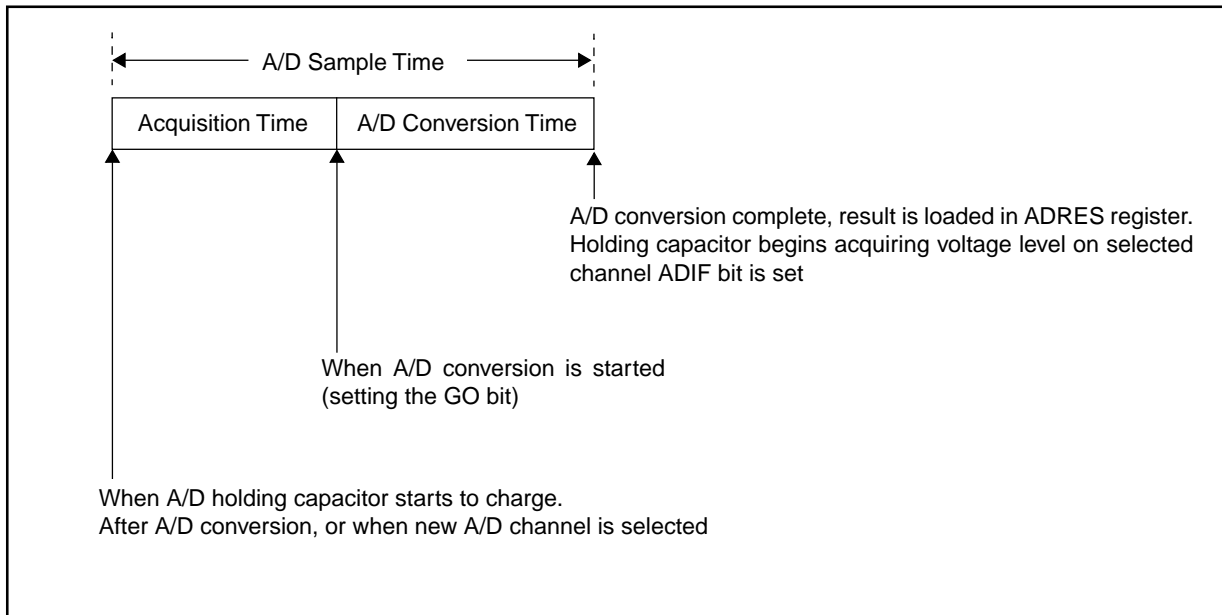 A/D Sample Time
Acquisition Time
A/D Conversion Time
A/D conversion complete, result is loaded in ADRES register.
Holding capacitor begins acquiring voltage level on selected
channel ADIF bit is set
When A/D conversion is started
(setting the GO bit)
When A/D holding capacitor starts to charge.
After A/D conversion, or when new A/D channel is selected